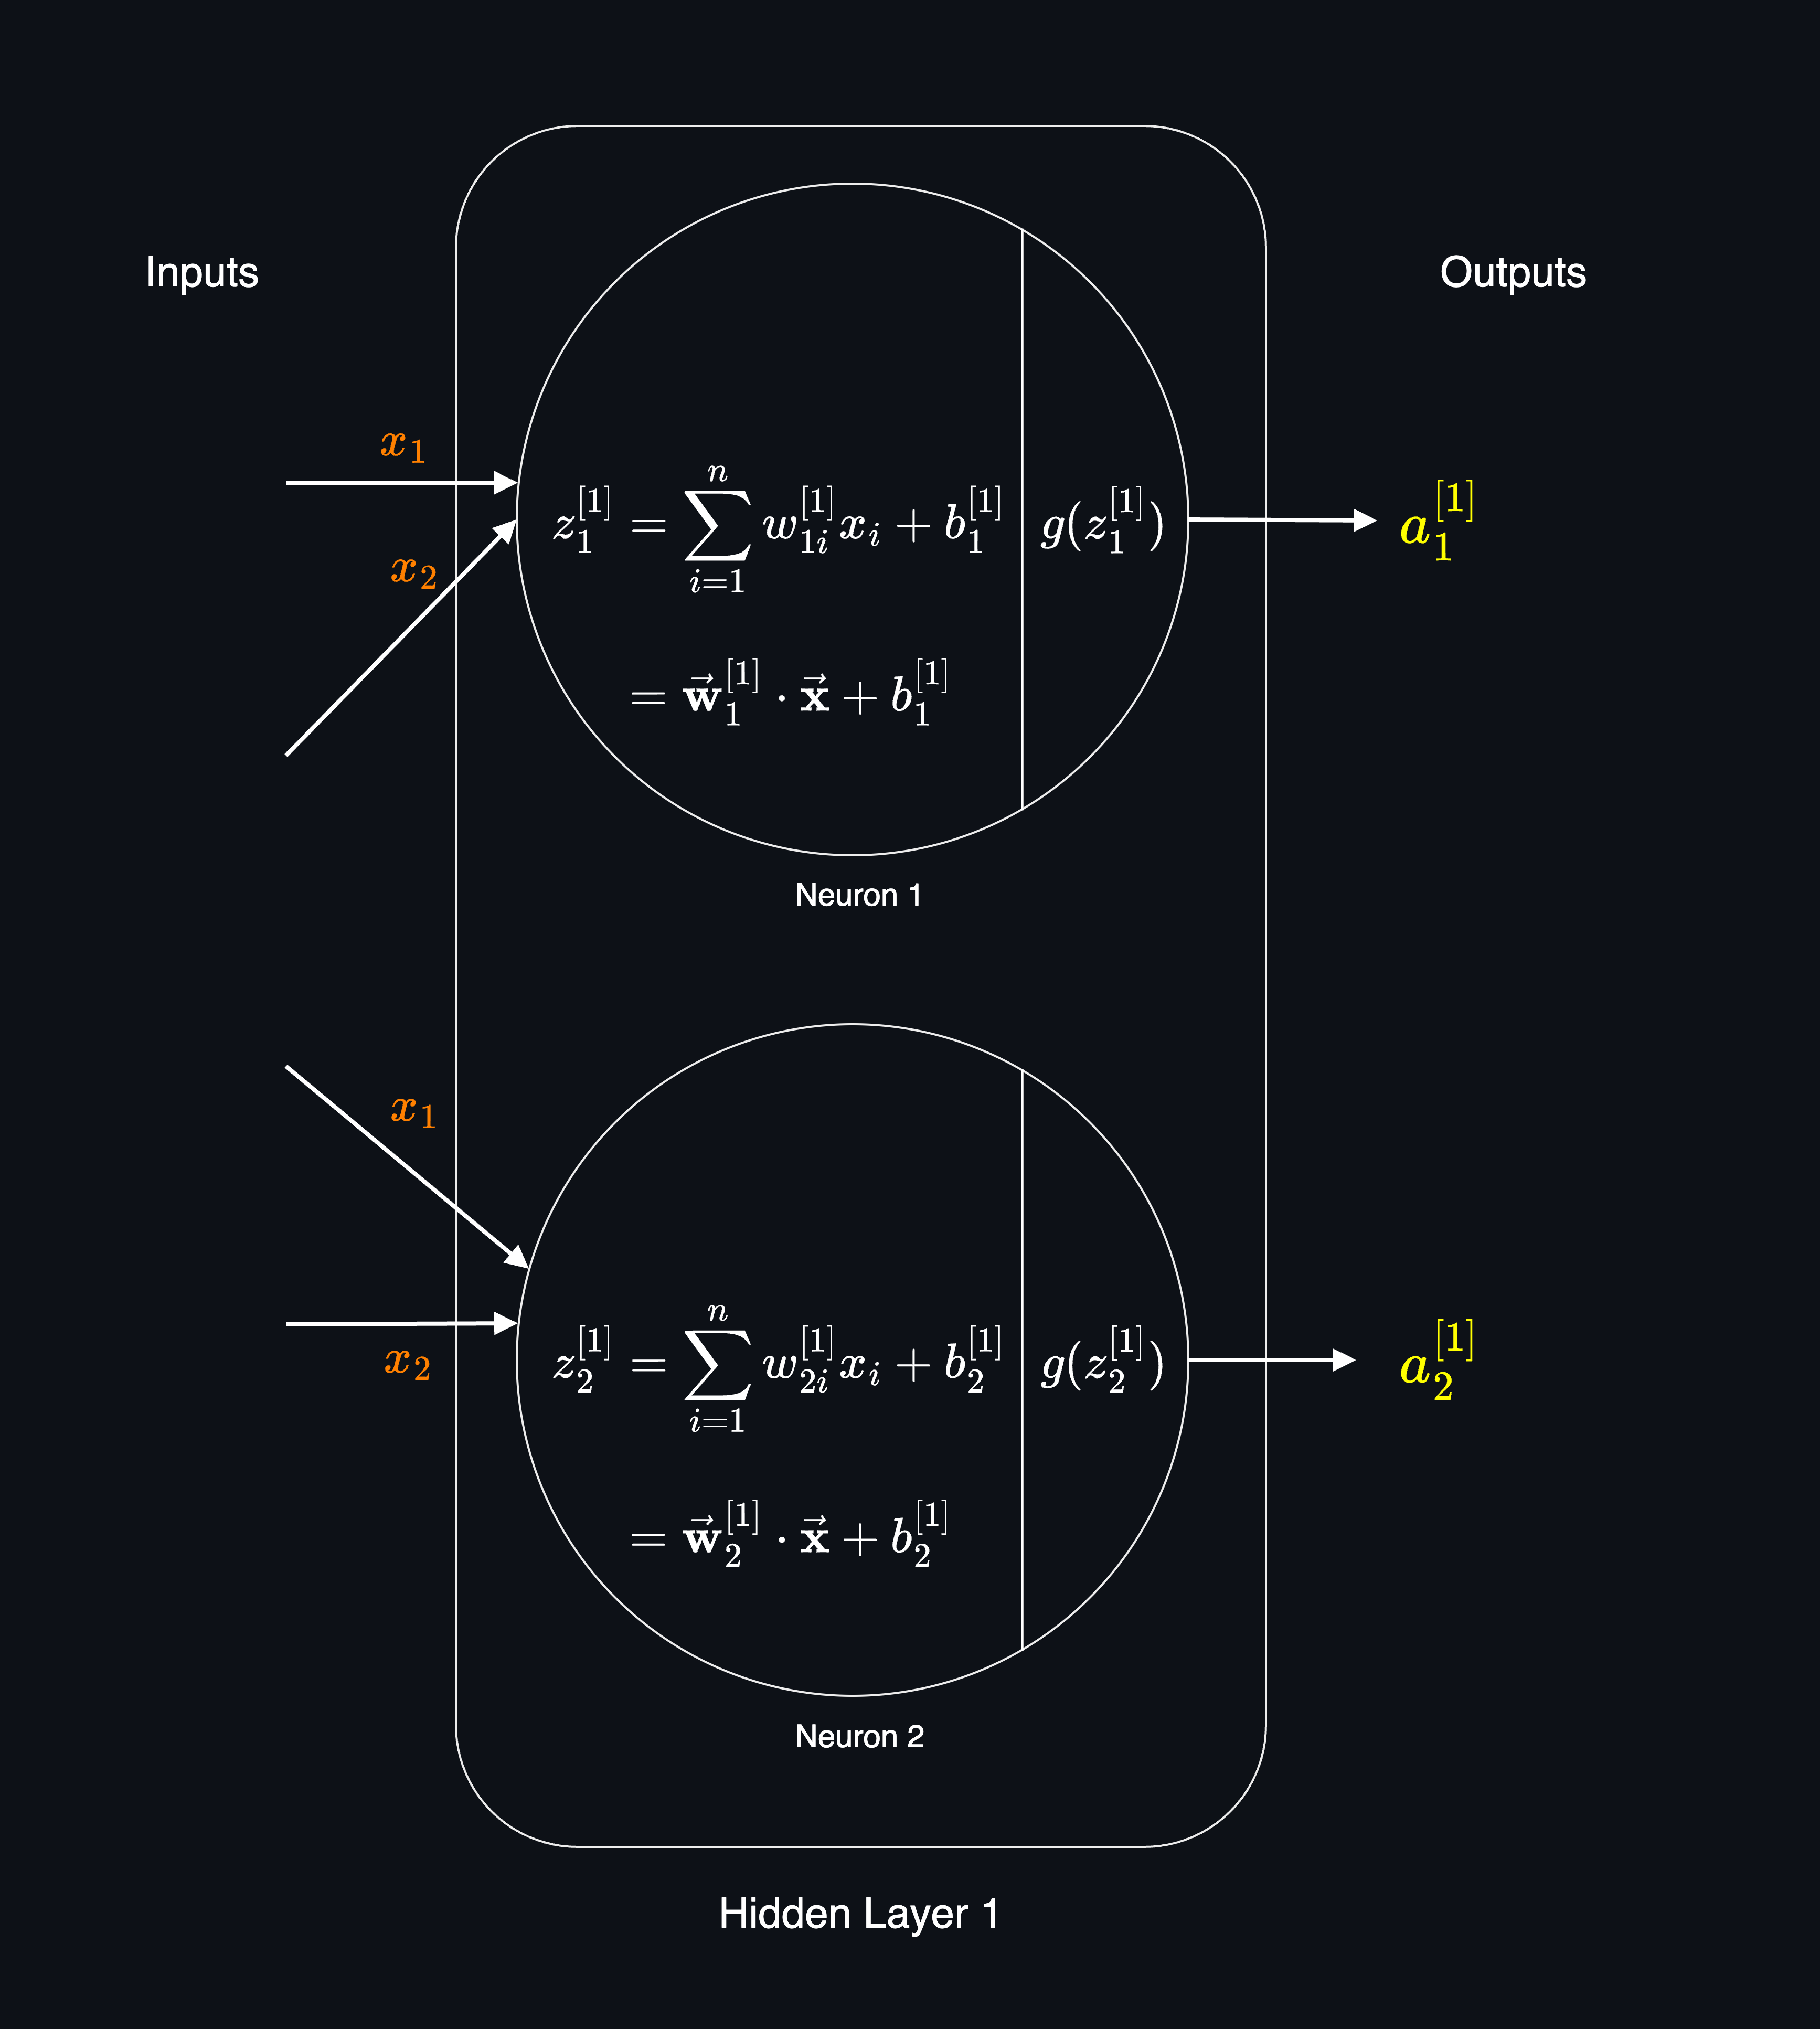 Inputs
Outputs
x_1
x_2
z_1^{[1]} = \sum_{i=1}^{n} w_{1i}^{[1]} x_i + b_1^{[1]}
g(z_1^{[1]})
a_1^{[1]}
= \vec{\mathbf{w}}_1^{[1]} \cdot \vec{\mathbf{x}} + b_1^{[1]}
Neuron 1
x_1
x_2
z_2^{[1]} = \sum_{i=1}^{n} w_{2i}^{[1]} x_i + b_2^{[1]}
g(z_2^{[1]})
a_2^{[1]}
= \vec{\mathbf{w}}_2^{[1]} \cdot \vec{\mathbf{x}} + b_2^{[1]}
Neuron 2
Hidden Layer 1